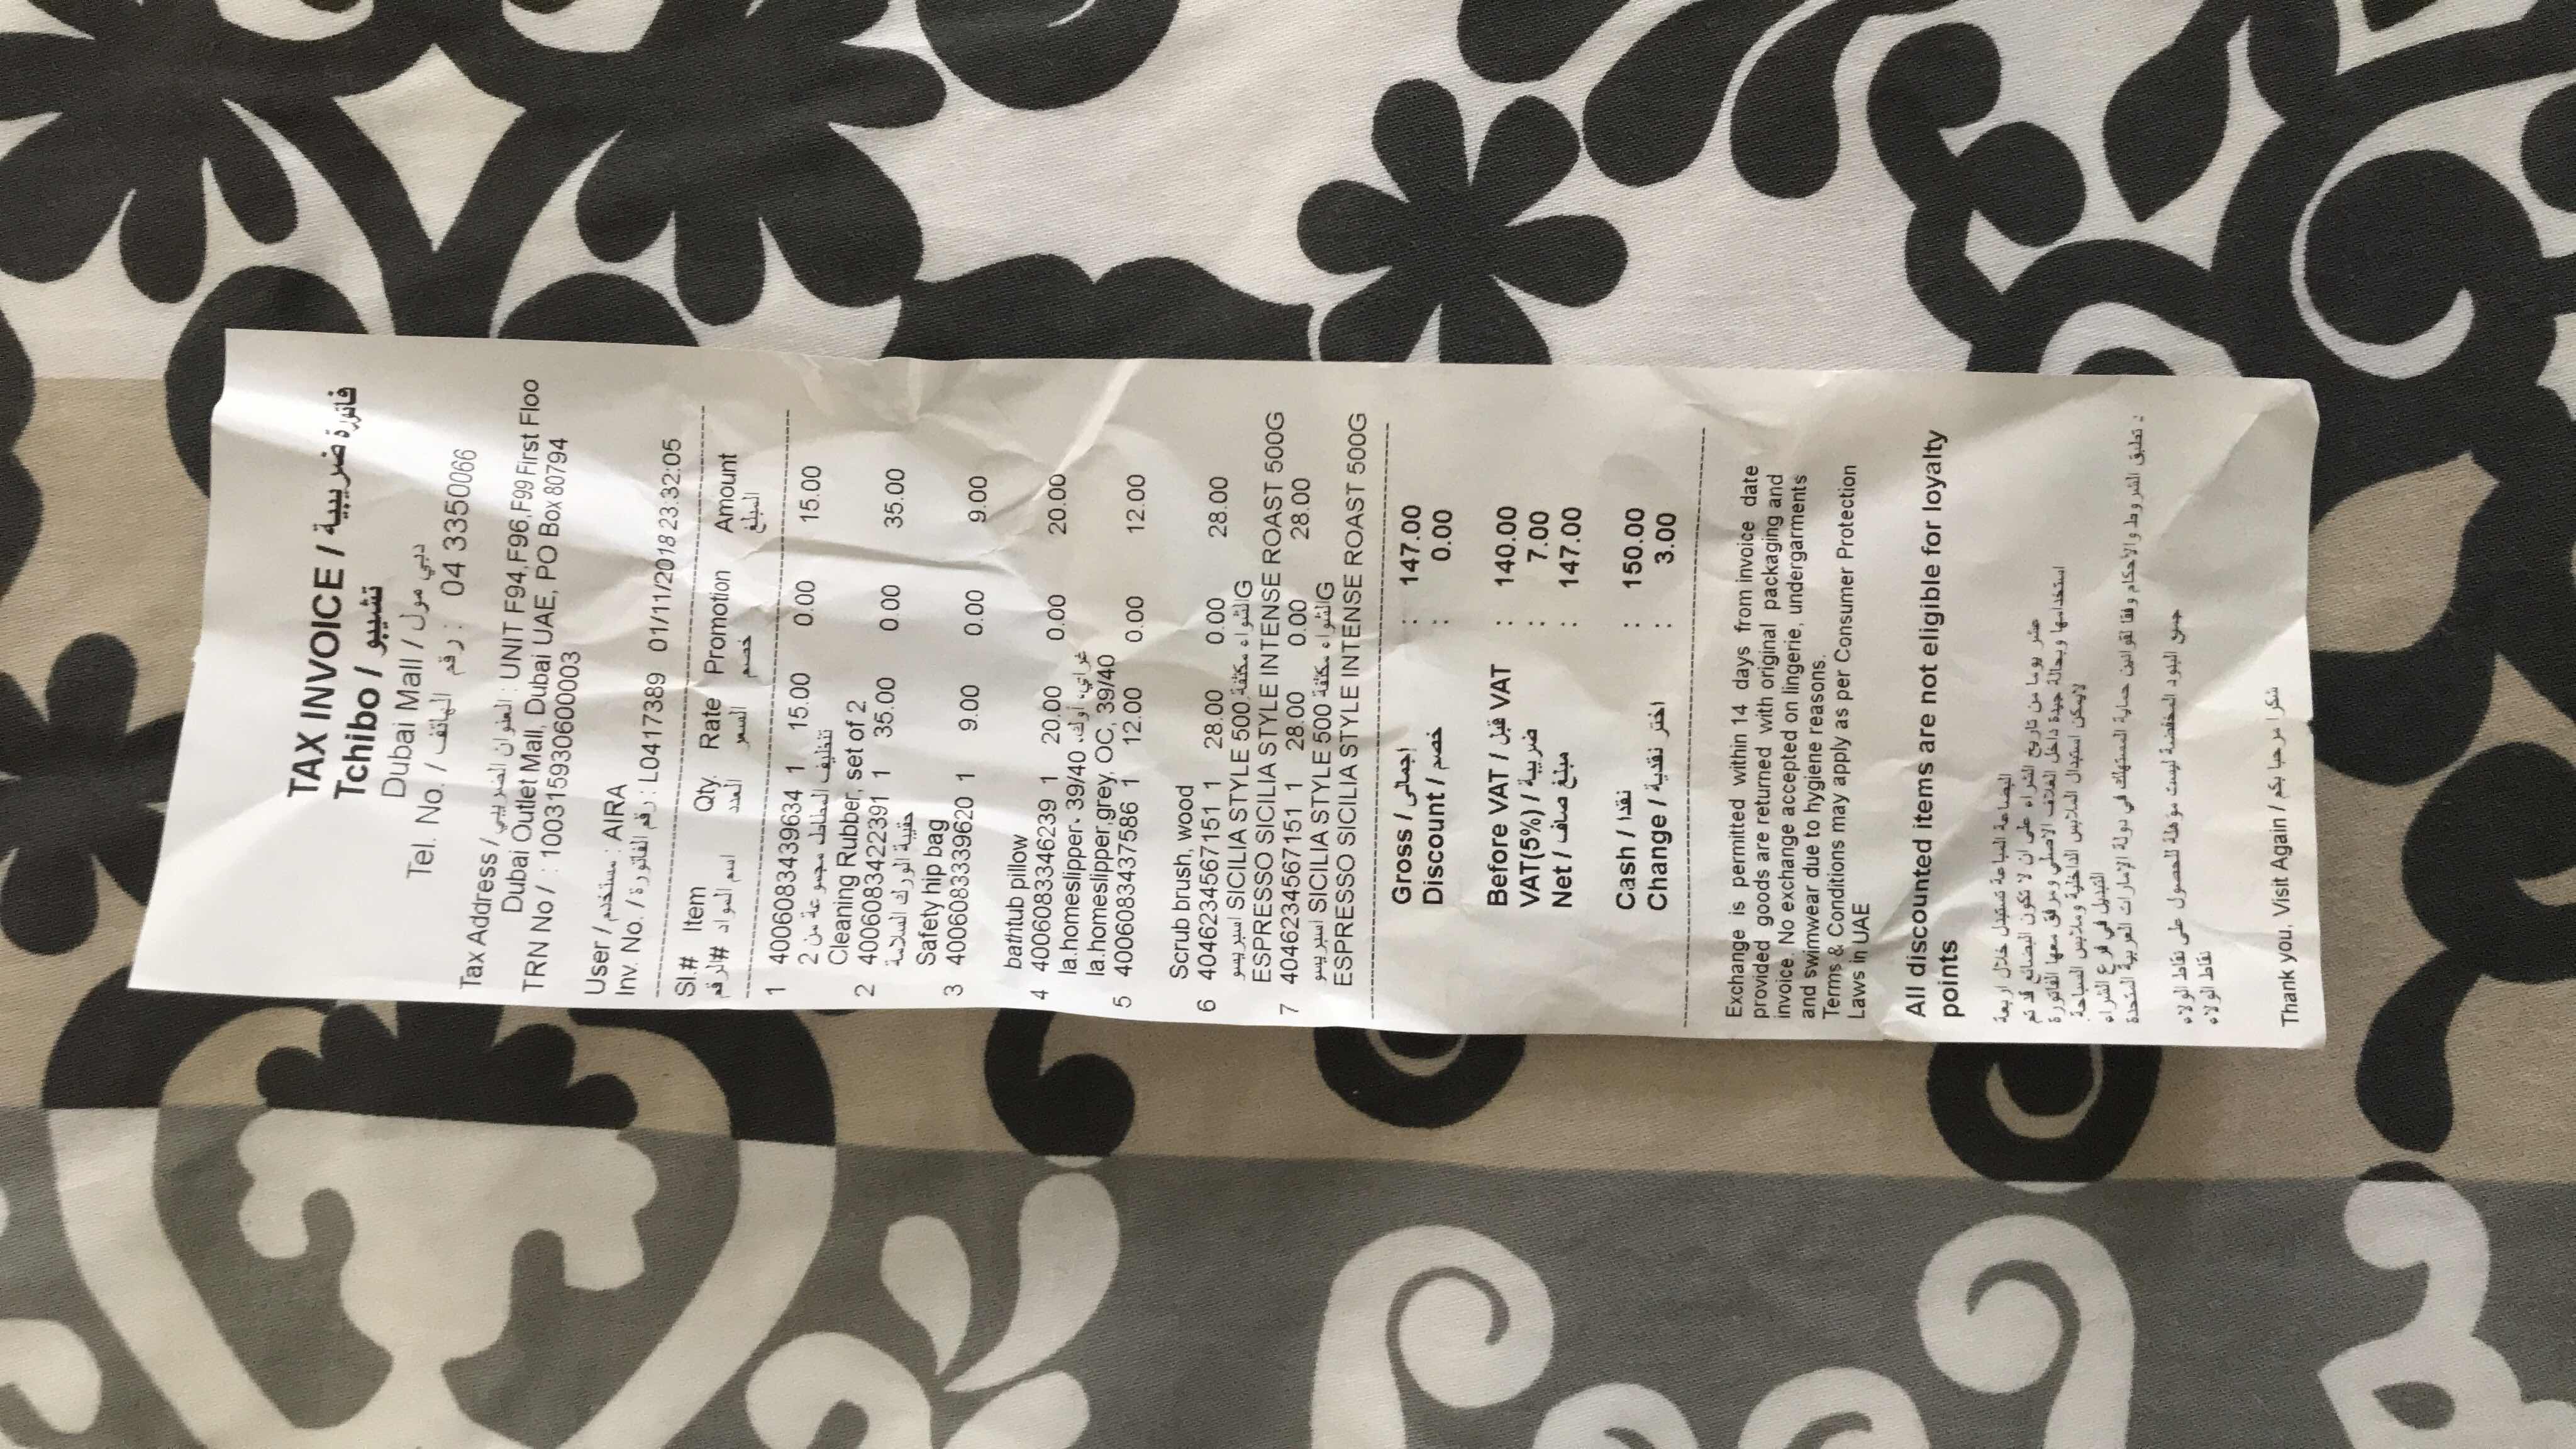 TAX INVOICE / فاتورة ضريبية
Tchibo / تشيبو
Dubai Mall / دبي مول
Tel. No. / رقم الهاتف : 04 3350066
Tax Address / العنوان الضريبي : UNIT F94,F96,F99 First Floo
Dubai Outlet Mall, Dubai UAE, PO Box 80794
TRN No / : 100315930600003
User / مستخدم : AIRA
Inv. No. / رقم الفاتورة : L0417389 01/11/2018 23:32:05
Sl.# Item Qty. Rate Promotion Amount
الرقم# اسم المواد العدد السعر خصم المبلغ
1 4006083439634 1 15.00 0.00 15.00
تنظيف المطاط مجموعة من 2
Cleaning Rubber, set of 2
2 4006083422391 1 35.00 0.00 35.00
حقيبة الورك السلامة
Safety hip bag
3 4006083339620 1 9.00 0.00 9.00
bathtub pillow
4 4006083346239 1 20.00 0.00 20.00
la.homeslipper، 39/40 غراي، أوك،
la.homeslipper,grey, OC, 39/40
5 4006083437586 1 12.00 0.00 12.00
Scrub brush, wood
6 4046234567151 1 28.00 0.00 28.00
اسبريسو SICILIA STYLE 500 الشواء مكثفةG
ESPRESSO SICILIA STYLE INTENSE ROAST 500G
7 4046234567151 1 28.00 0.00 28.00
اسبريسو SICILIA STYLE 500 الشواء مكثفةG
ESPRESSO SICILIA STYLE INTENSE ROAST 500G
Gross / إجمالى : 147.00
Discount / خصم : 0.00
Before VAT / قبل VAT : 140.00
VAT(5%) / ضريبة : 7.00
Net / مبلغ صاف : 147.00
Cash / نقدا : 150.00
Change / اختر نقدية : 3.00
Exchange is permitted within 14 days from invoice date
provided goods are returned with original packaging and
invoice. No exchange accepted on lingerie, undergarments
and swimwear due to hygiene reasons.
Terms & Conditions may apply as per Consumer Protection
Laws in UAE
All discounted items are not eligible for loyalty
points
البضاعة المباعة تستبدل خلال اربعة
عشر يوما من تاريخ الشراء على ان لا تكون البضائع قد تم
استخدامها وبحالة جيدة داخل الغلاف الاصلي ومرفق معها الفاتورة
لايمكن استبدال الملابس الداخلية وملابس السباحة.
التبديل في فرع الشراء
تطبق الشروط والأحكام وفقا لقوانين حماية المستهلك في دولة الإمارات العربية المتحدة
جميع البنود المخفضة ليست مؤهلة للحصول على نقاط الولاء
نقاط الولاء
Thank you, Visit Again / شكرا مرحبا بكم